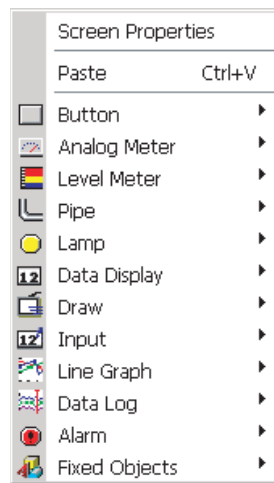 Screen Properties
Paste Ctrl+V
Button
Analog Meter
Level Meter
Pipe
Lamp
12 Data Display
Draw
12 Input
Line Graph
Data Log
Alarm
Fixed Objects